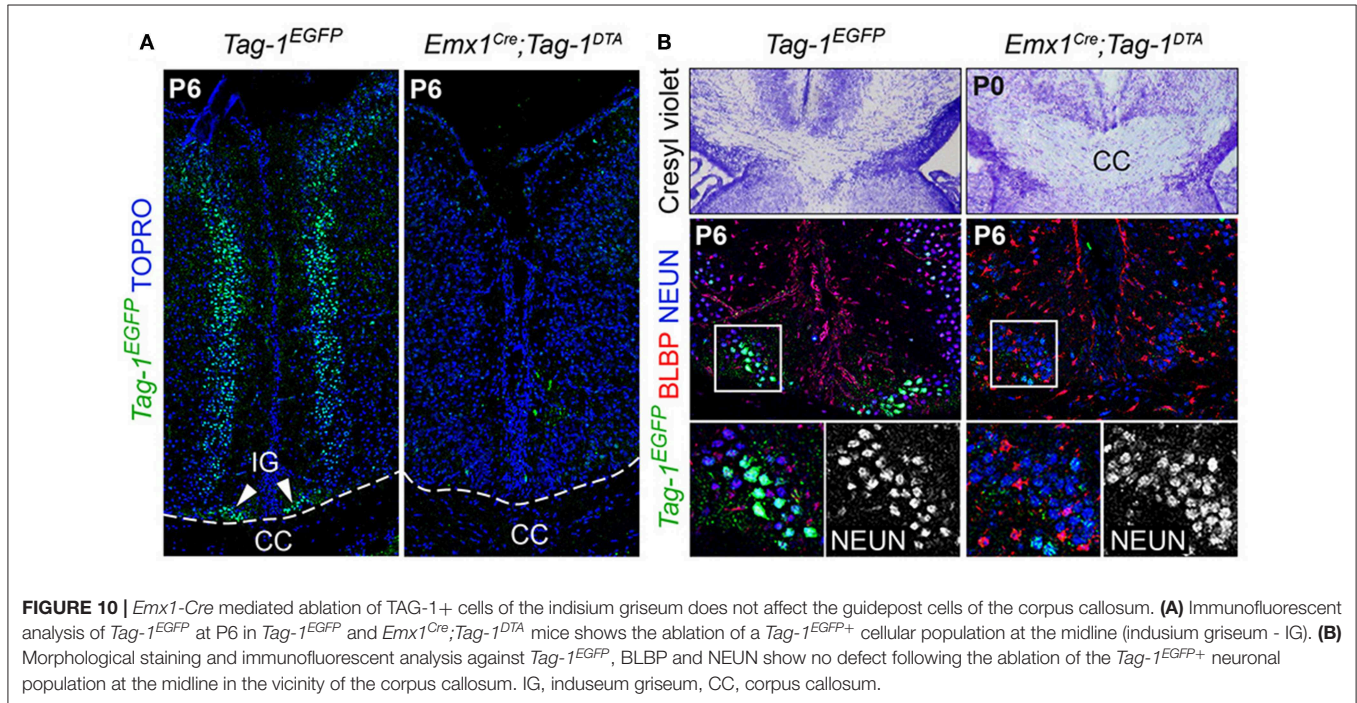 A
Tag-1EGFP
Emx1Cre;Tag-1DTA
P6
P6
Tag-1EGFP TOPRO
IG
CC
CC
B
Tag-1EGFP
Emx1Cre;Tag-1DTA
Cresyl violet
P0
CC
Tag-1EGFP BLBP NEUN
P6
P6
NEUN
NEUN
FIGURE 10 | Emx1-Cre mediated ablation of TAG-1+ cells of the indisium griseum does not affect the guidepost cells of the corpus callosum. (A) Immunofluorescent
analysis of Tag-1EGFP at P6 in Tag-1EGFP and Emx1Cre;Tag-1DTA mice shows the ablation of a Tag-1EGFP+ cellular population at the midline (indusium griseum - IG). (B)
Morphological staining and immunofluorescent analysis against Tag-1EGFP, BLBP and NEUN show no defect following the ablation of the Tag-1EGFP+ neuronal
population at the midline in the vicinity of the corpus callosum. IG, induseum griseum, CC, corpus callosum.